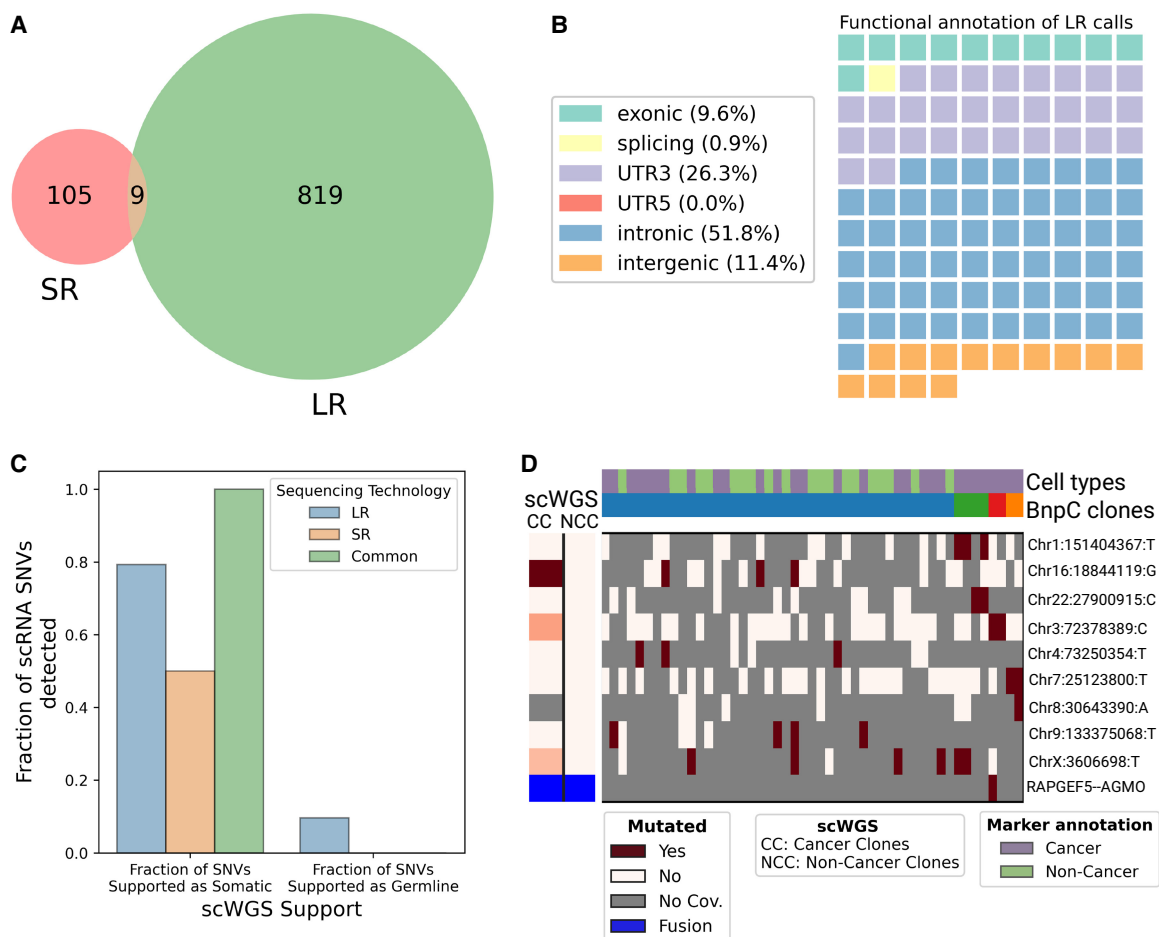 A
105
9
819
SR
LR
B
Functional annotation of LR calls
exonic (9.6%)
splicing (0.9%)
UTR3 (26.3%)
UTR5 (0.0%)
intronic (51.8%)
intergenic (11.4%)
C
Fraction of scRNA SNVs
detected
1.0
0.8
0.6
0.4
0.2
0.0
Sequencing Technology
LR
SR
Common
Fraction of SNVs
Supported as Somatic
Fraction of SNVs
Supported as Germline
scWGS Support
D
scWGS
CC NCC
Cell types
BnpC clones
Chr1:151404367:T
Chr16:18844119:G
Chr22:27900915:C
Chr3:72378389:C
Chr4:73250354:T
Chr7:25123800:T
Chr8:30643390:A
Chr9:133375068:T
ChrX:3606698:T
RAPGEF5--AGMO
Mutated
Yes
No
No Cov.
Fusion
scWGS
CC: Cancer Clones
NCC: Non-Cancer Clones
Marker annotation
Cancer
Non-Cancer